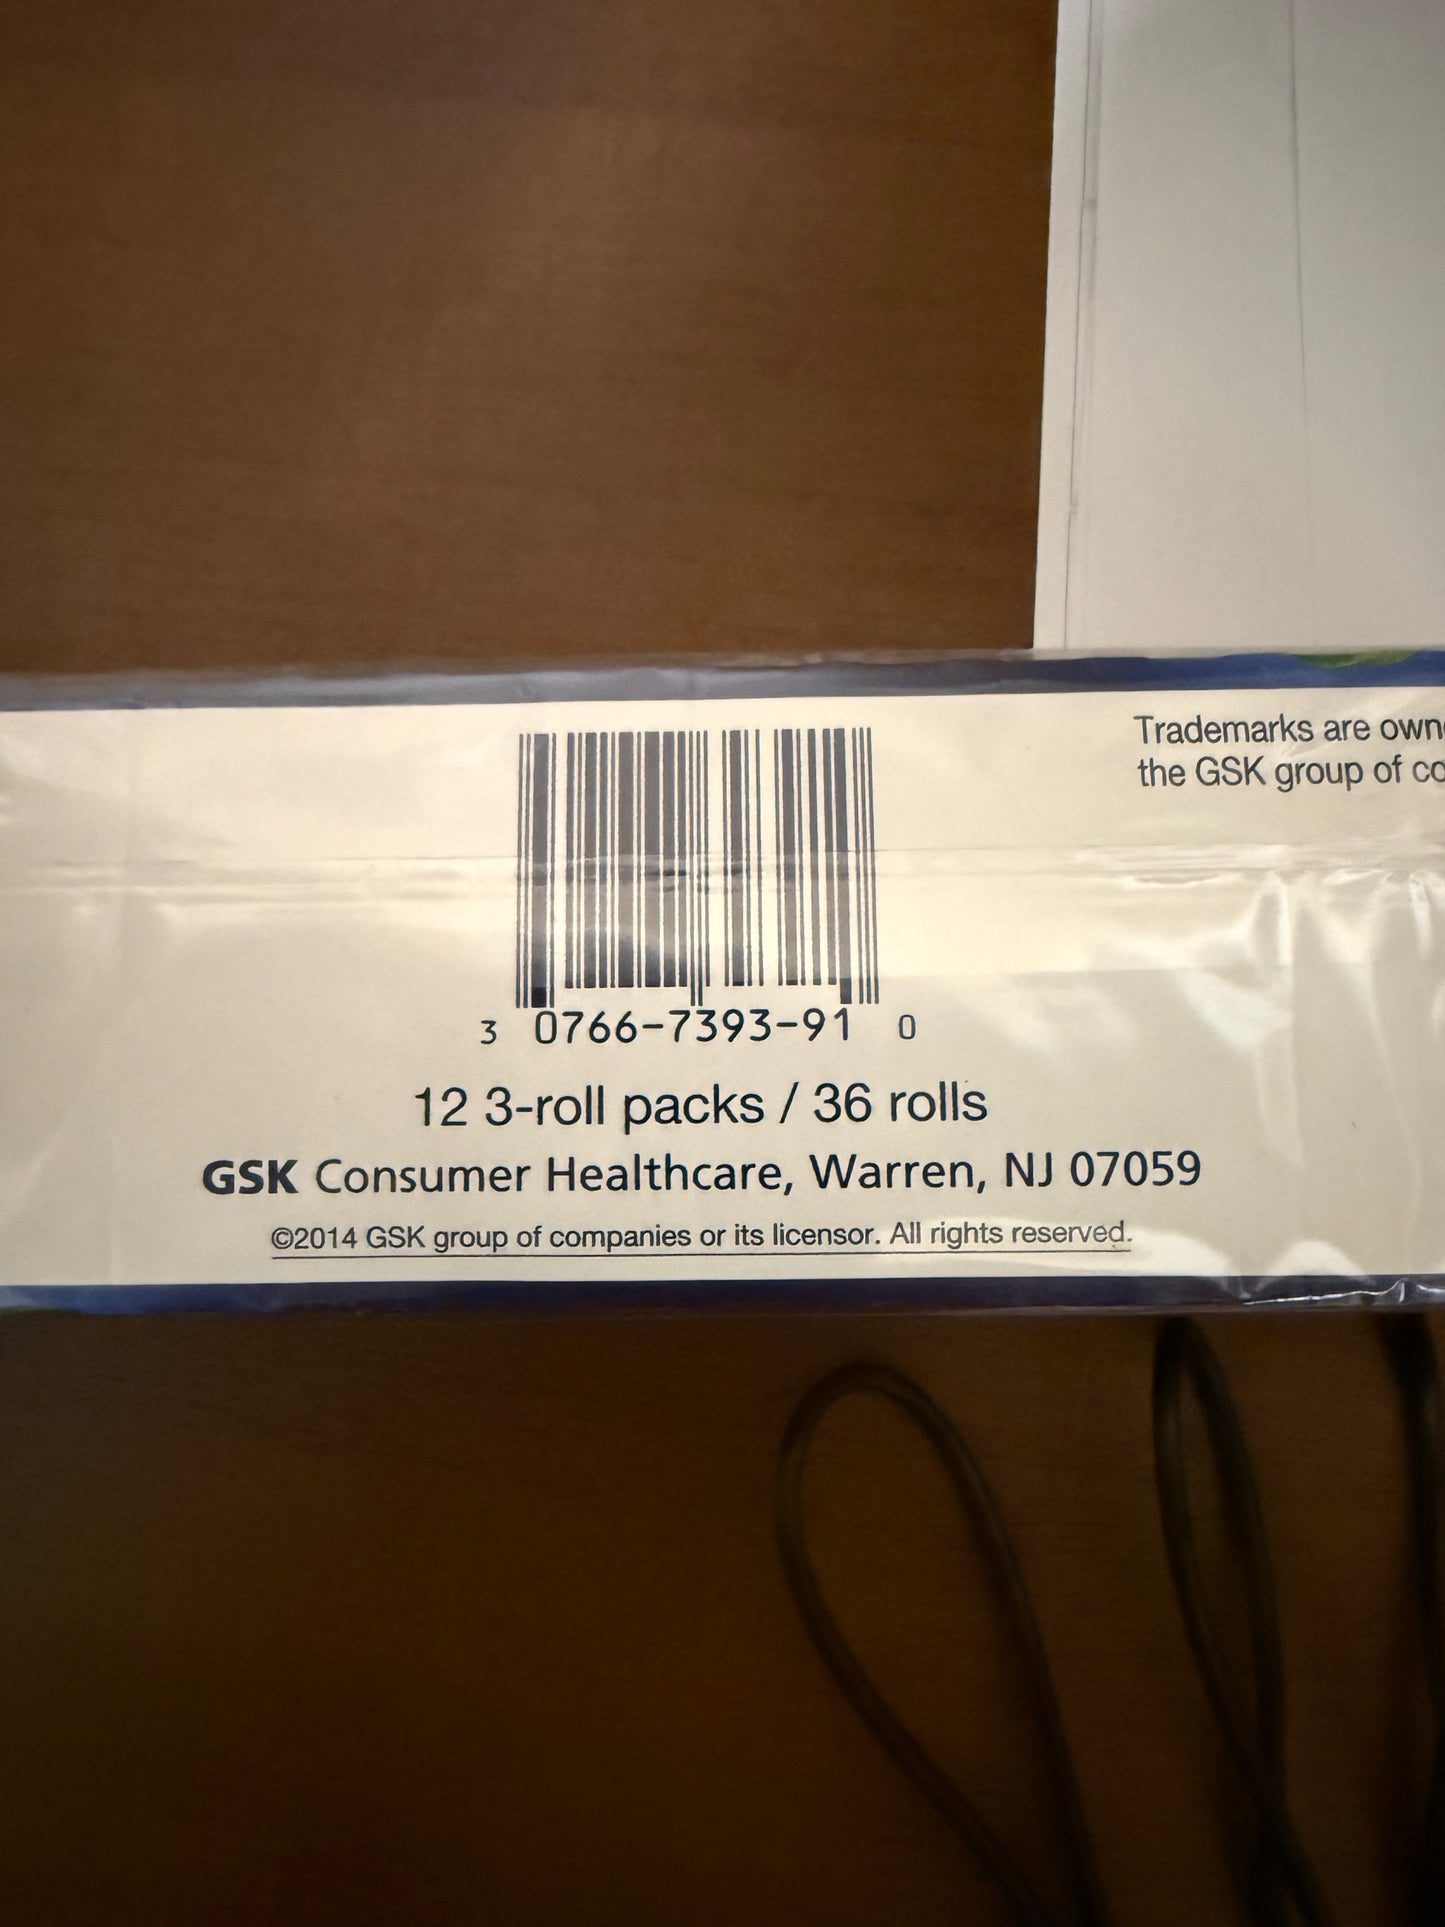 Trademarks are own
the GSK group of co
3 0766-7393-91 0
12 3-roll packs / 36 rolls
GSK Consumer Healthcare, Warren, NJ 07059
©2014 GSK group of companies or its licensor. All rights reserved.